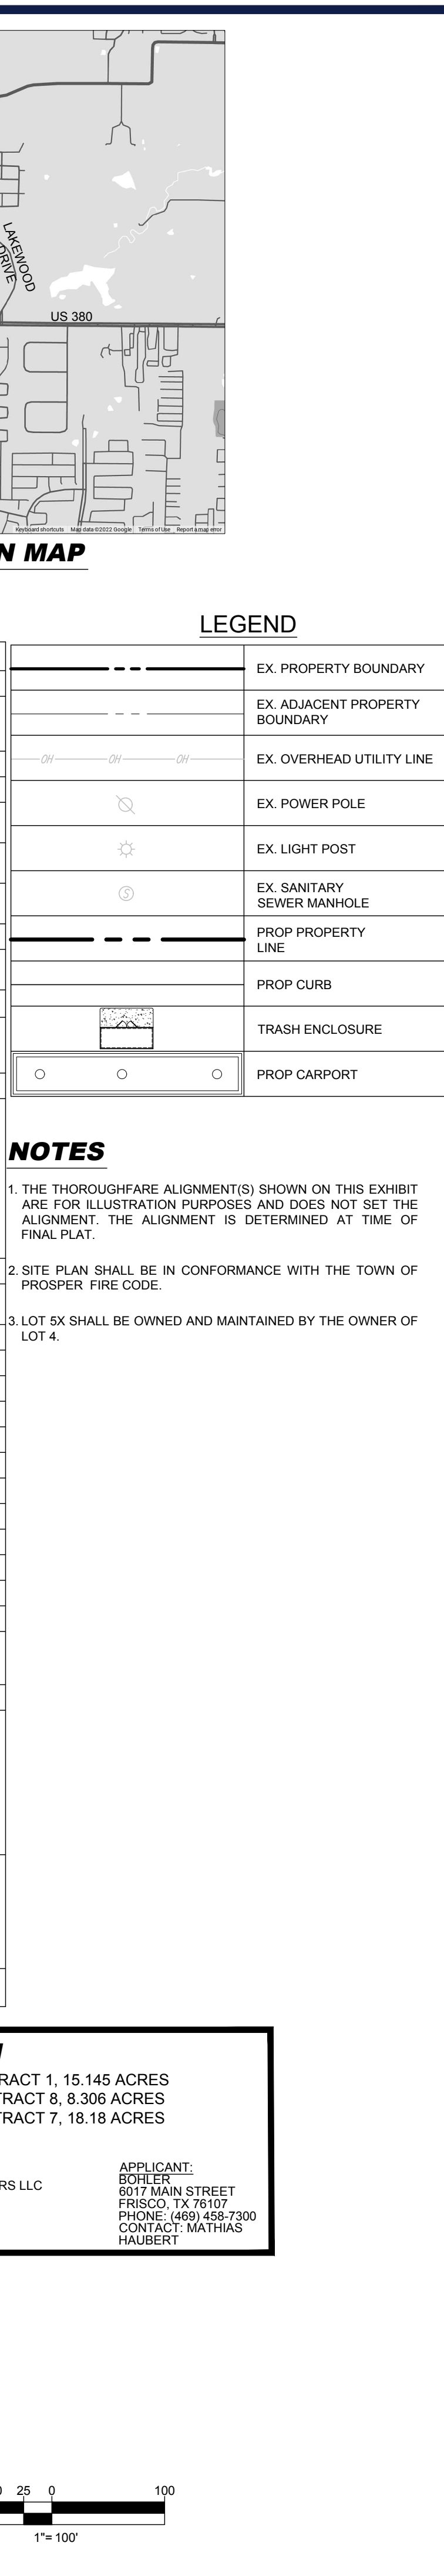 LAKEWOOD
DRIVE
US 380
Keyboard shortcuts Map data ©2022 Google Terms of Use Report a map error
N MAP
LEGEND
EX. PROPERTY BOUNDARY
EX. ADJACENT PROPERTY
BOUNDARY
OH OH OH EX. OVERHEAD UTILITY LINE
EX. POWER POLE
EX. LIGHT POST
S EX. SANITARY
SEWER MANHOLE
PROP PROPERTY
LINE
PROP CURB
TRASH ENCLOSURE
PROP CARPORT
NOTES
1. THE THOROUGHFARE ALIGNMENT(S) SHOWN ON THIS EXHIBIT
ARE FOR ILLUSTRATION PURPOSES AND DOES NOT SET THE
ALIGNMENT. THE ALIGNMENT IS DETERMINED AT TIME OF
FINAL PLAT.
2. SITE PLAN SHALL BE IN CONFORMANCE WITH THE TOWN OF
PROSPER FIRE CODE.
3. LOT 5X SHALL BE OWNED AND MAINTAINED BY THE OWNER OF
LOT 4.
RACT 1, 15.145 ACRES
TRACT 8, 8.306 ACRES
TRACT 7, 18.18 ACRES
RS LLC
APPLICANT:
BOHLER
6017 MAIN STREET
FRISCO, TX 76107
PHONE: (469) 458-7300
CONTACT: MATHIAS
HAUBERT
25 0 100
1"= 100'